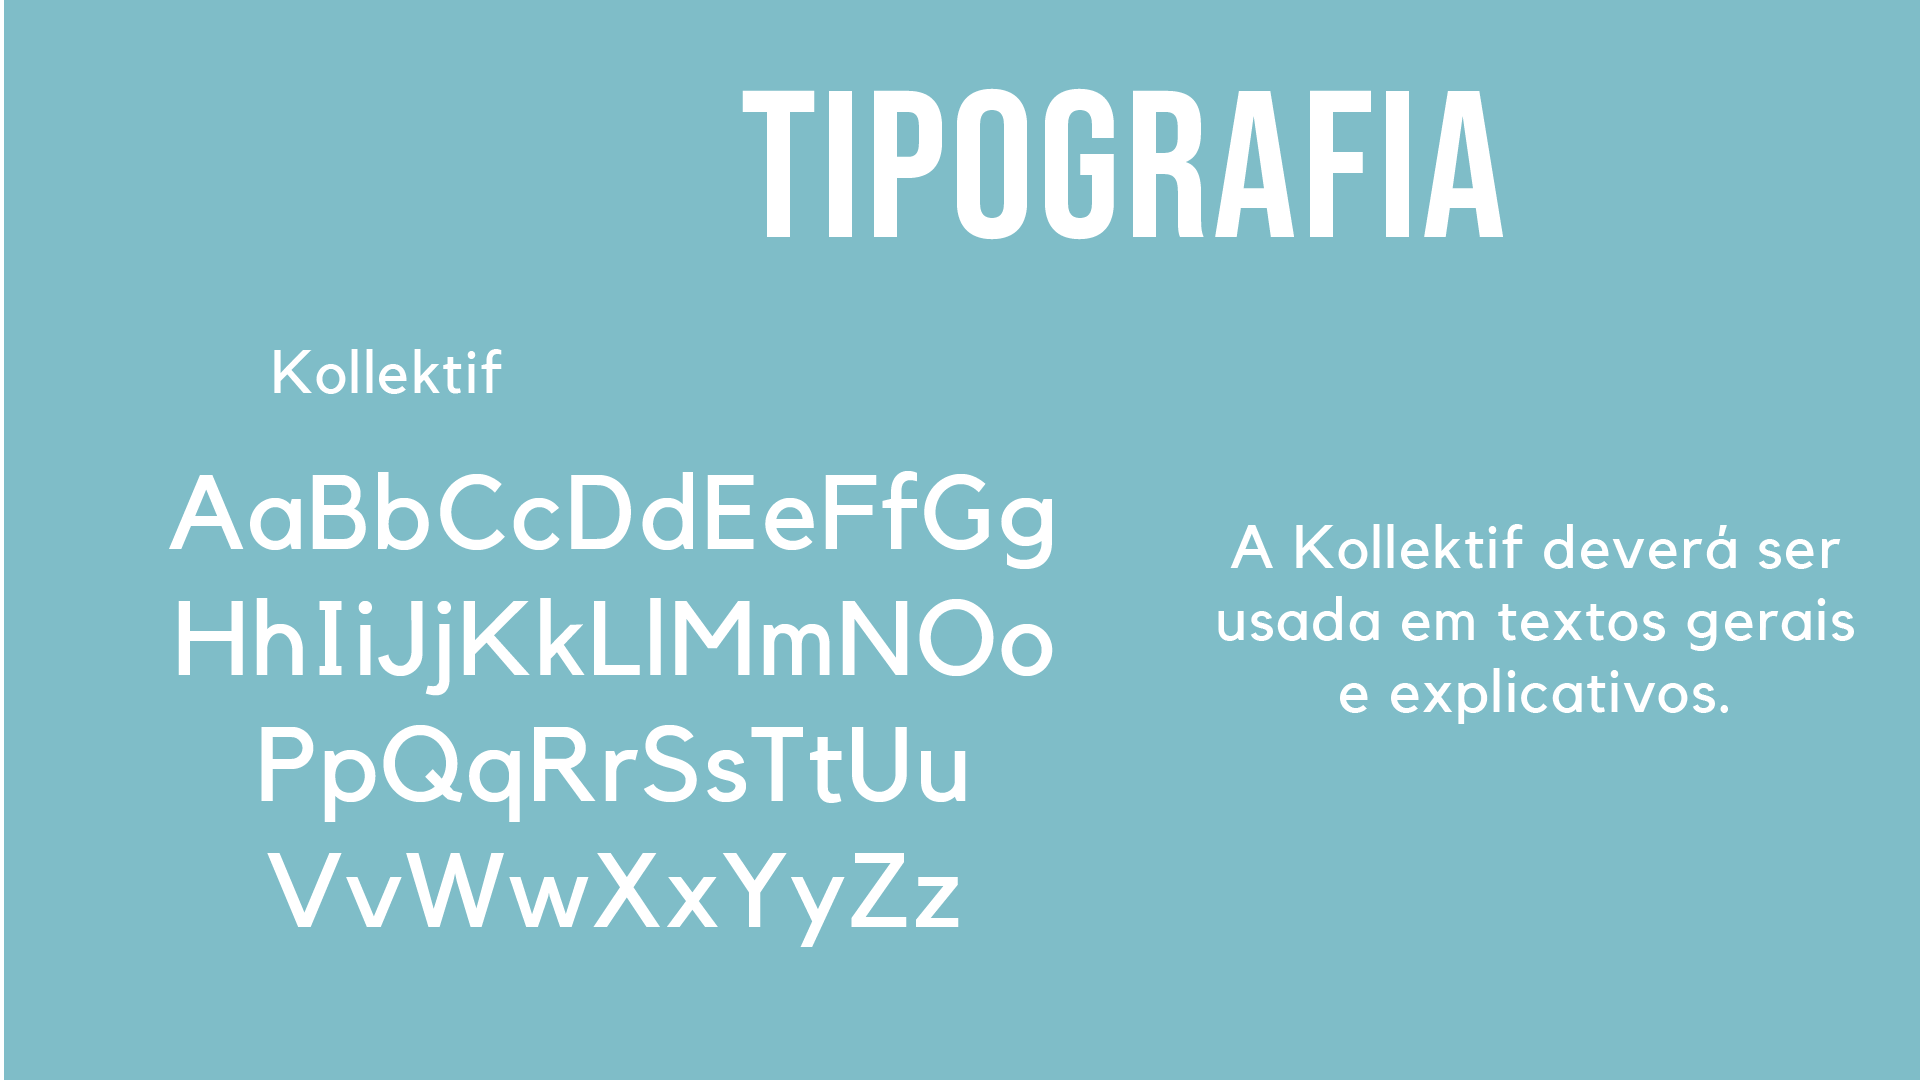 TIPOGRAFIA
Kollektif
AaBbCcDdEeFfGg
HhIiJjKkLlMmNOo
PpQqRrSsTtUu
VvWwXxYyZz
A Kollektif deverá ser
usada em textos gerais
e explicativos.